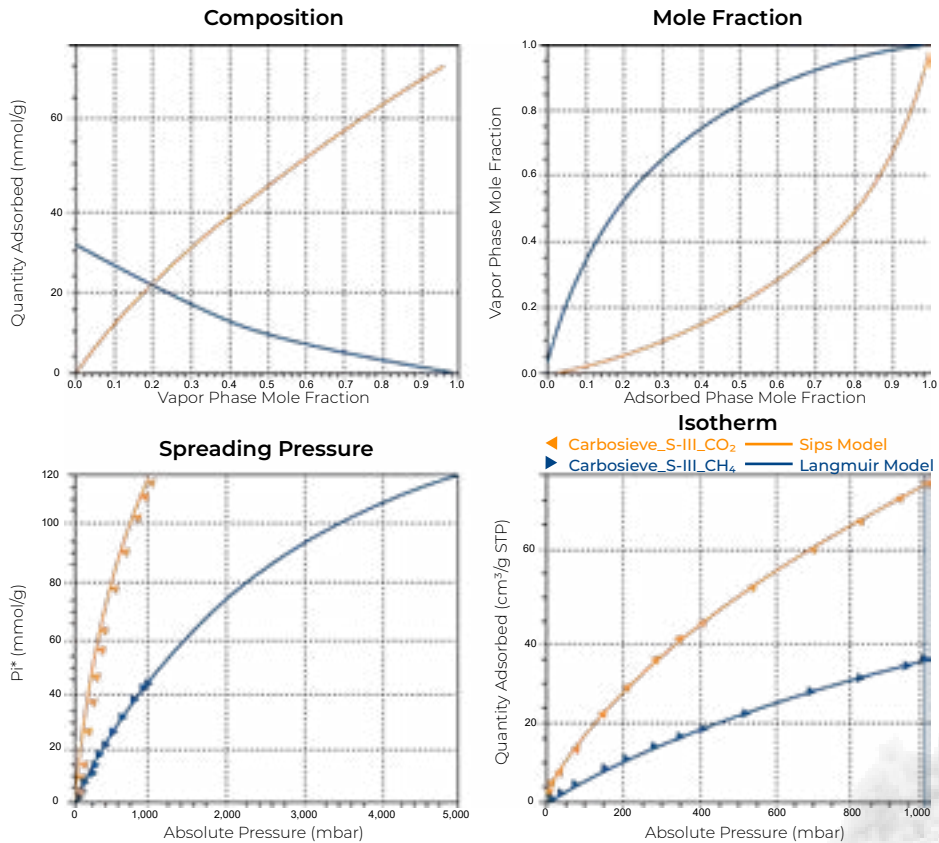 Composition
Quantity Adsorbed (mmol/g)
60
40
20
0
0.0 0.1 0.2 0.3 0.4 0.5 0.6 0.7 0.8 0.9 1.0
Vapor Phase Mole Fraction
Mole Fraction
Vapor Phase Mole Fraction
1.0
0.8
0.6
0.4
0.2
0.0
0.0 0.1 0.2 0.3 0.4 0.5 0.6 0.7 0.8 0.9 1.0
Adsorbed Phase Mole Fraction
Spreading Pressure
Pi* (mmol/g)
120
100
80
60
40
20
0
0 1,000 2,000 3,000 4,000 5,000
Absolute Pressure (mbar)
Isotherm
Carbosieve_S-III_CO₂ Sips Model
Carbosieve_S-III_CH₄ Langmuir Model
Quantity Adsorbed (cm³/g STP)
60
40
20
0
0 200 400 600 800 1,000
Absolute Pressure (mbar)